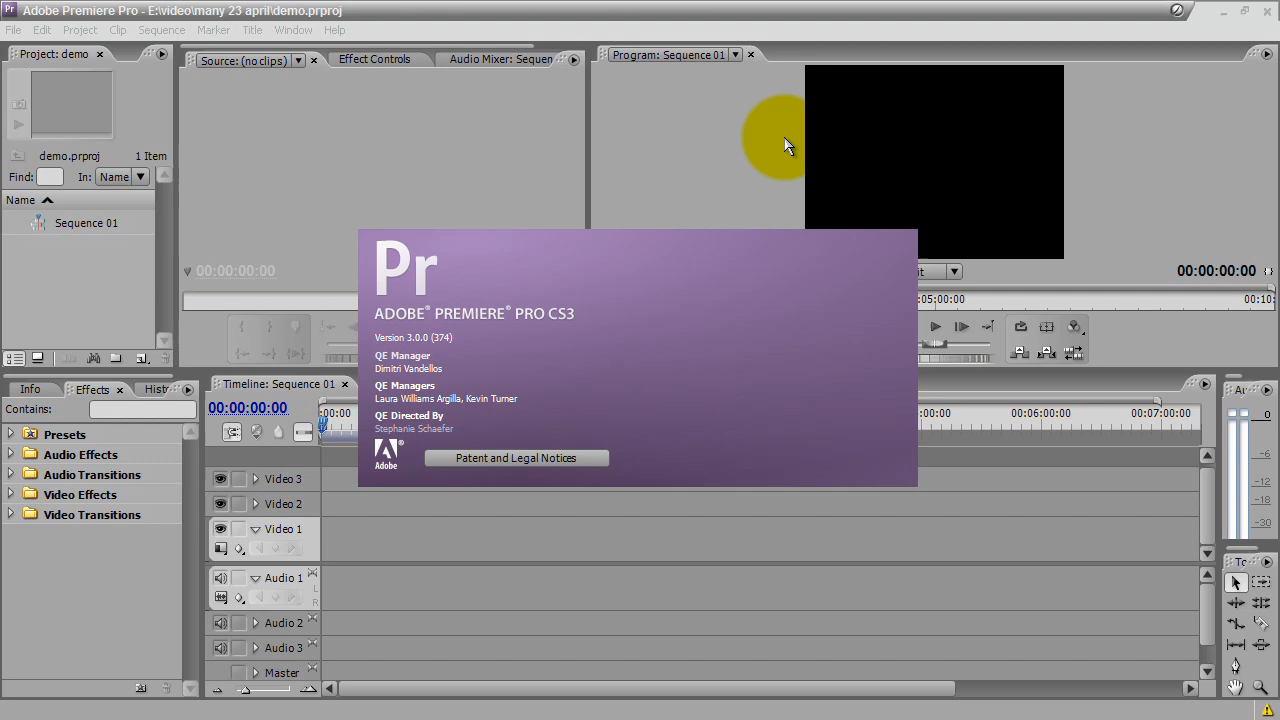 Adobe Premiere Pro - E:\video\many 23 april\demo.prproj
File Edit Project Clip Sequence Marker Title Window Help
Project: demo
Source: (no clips) Effect Controls Audio Mixer: Sequen
Program: Sequence 01
demo.prproj 1 Item
Find: In: Name
Name
Sequence 01
00:00:00:00
it
00:00:00:00
05:00:00 00:10:
Pr
ADOBE® PREMIERE® PRO CS3
Version 3.0.0 (374)
QE Manager
Dimitri Vandellos
QE Managers
Laura Williams Argilla, Kevin Turner
QE Directed By
Stephanie Schaefer
Adobe
Patent and Legal Notices
Info Effects Hist
Contains:
Presets
Audio Effects
Audio Transitions
Video Effects
Video Transitions
Timeline: Sequence 01
00:00:00:00
:00:00 00:00 00:06:00:00 00:07:00:00
Video 3
Video 2
Video 1
Audio 1
L
R
Audio 2
Audio 3
Master
0
-6
-12
-18
-30
To